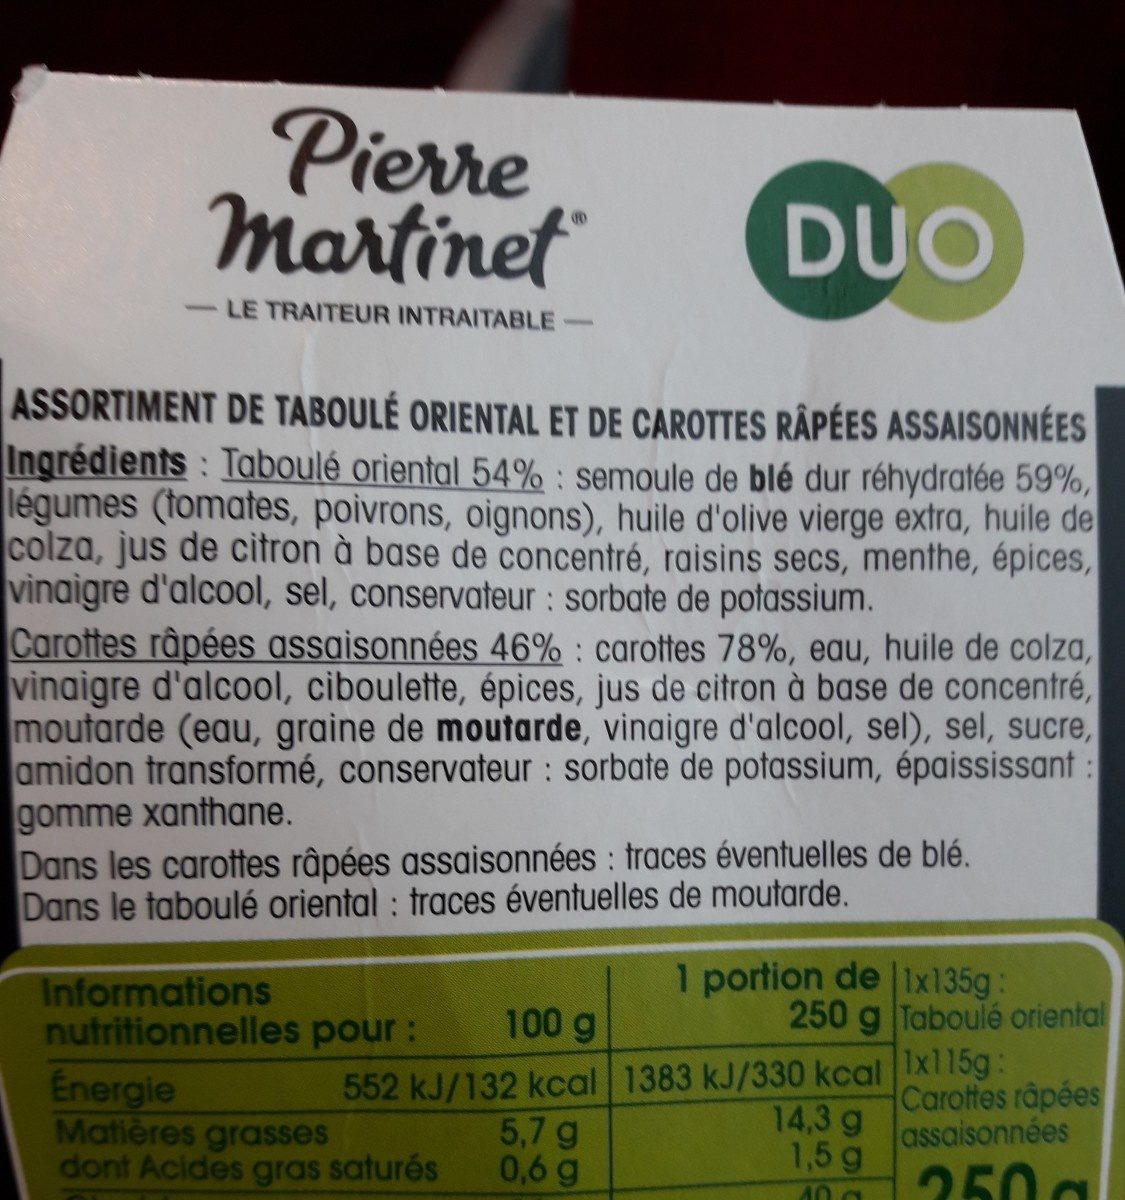 Pierre
Martinet®
— LE TRAITEUR INTRAITABLE —
DUO
ASSORTIMENT DE TABOULÉ ORIENTAL ET DE CAROTTES RÂPÉES ASSAISONNÉES
Ingrédients : Taboulé oriental 54% : semoule de blé dur réhydratée 59%,
légumes (tomates, poivrons, oignons), huile d'olive vierge extra, huile de
colza, jus de citron à base de concentré, raisins secs, menthe, épices,
vinaigre d'alcool, sel, conservateur : sorbate de potassium.
Carottes râpées assaisonnées 46% : carottes 78%, eau, huile de colza,
vinaigre d'alcool, ciboulette, épices, jus de citron à base de concentré,
moutarde (eau, graine de moutarde, vinaigre d'alcool, sel), sel, sucre,
amidon transformé, conservateur : sorbate de potassium, épaississant :
gomme xanthane.
Dans les carottes râpées assaisonnées : traces éventuelles de blé.
Dans le taboulé oriental : traces éventuelles de moutarde.
Informations
nutritionnelles pour : 100 g
1 portion de
250 g
Énergie 552 kJ/132 kcal 1383 kJ/330 kcal
Matières grasses 5,7 g 14,3 g
dont Acides gras saturés 0,6 g 1,5 g
1x135g :
Taboulé oriental
1x115g :
Carottes râpées
assaisonnées
250 g